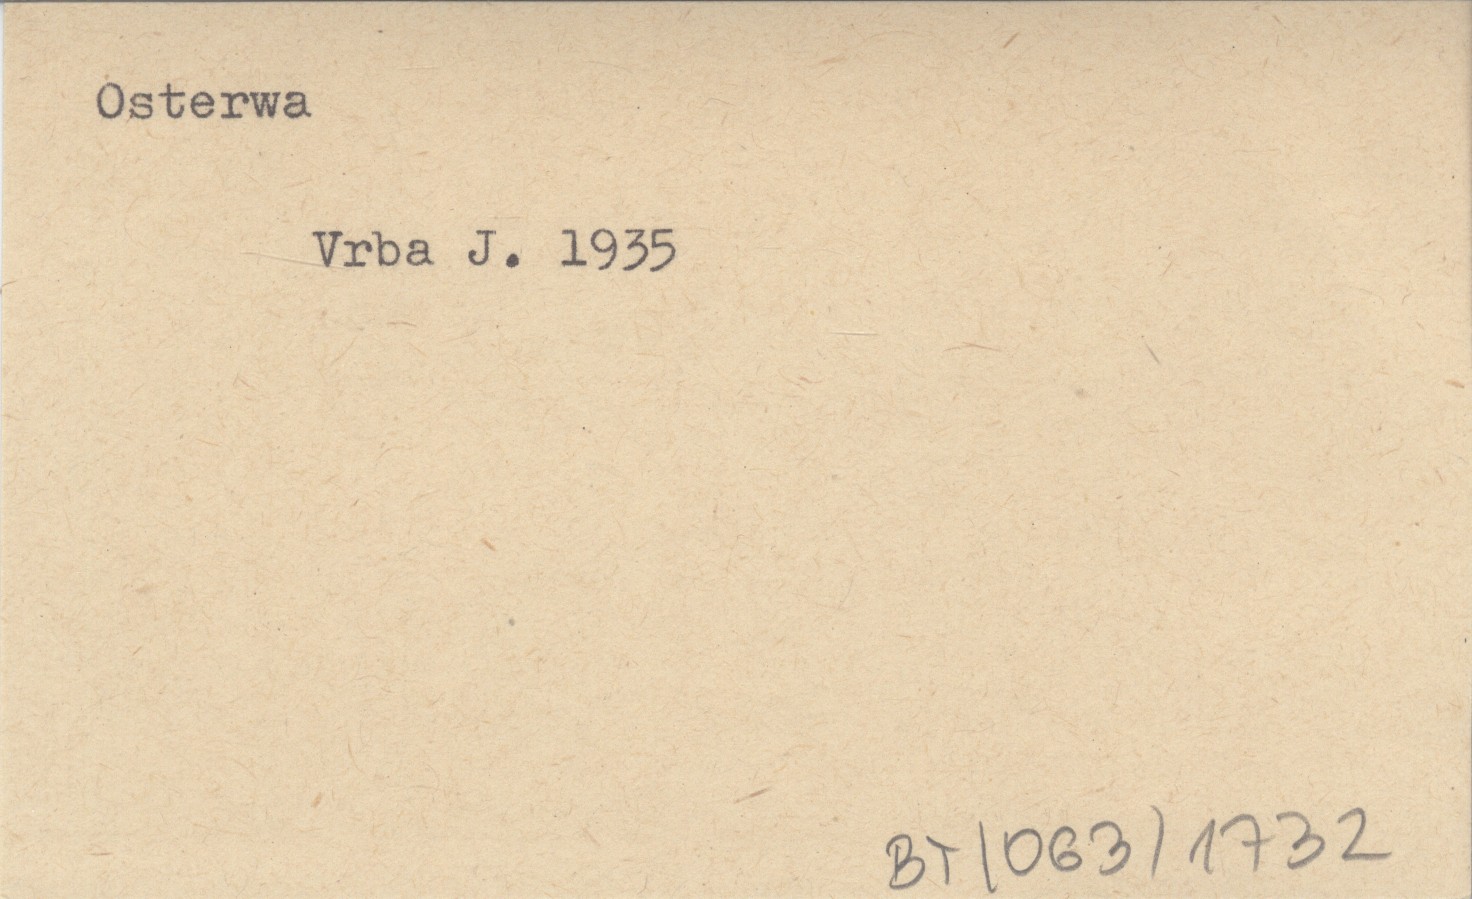 Osterwa
Vrba J. 1935
BT/063/1732